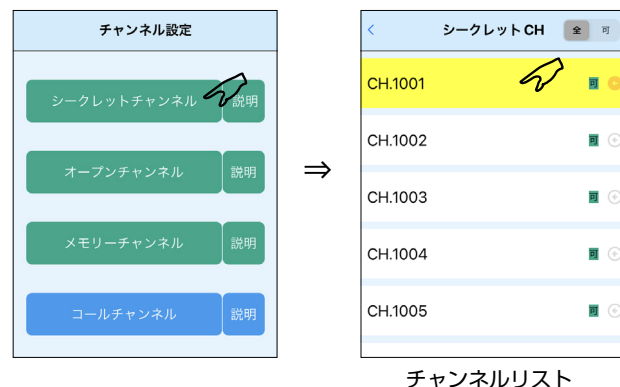 チャンネル設定
シークレットチャンネル 説明
オープンチャンネル 説明
メモリーチャンネル 説明
コールチャンネル 説明
⇒
シークレット CH 全 可
CH.1001 可
CH.1002 可
CH.1003 可
CH.1004 可
CH.1005 可
チャンネルリスト